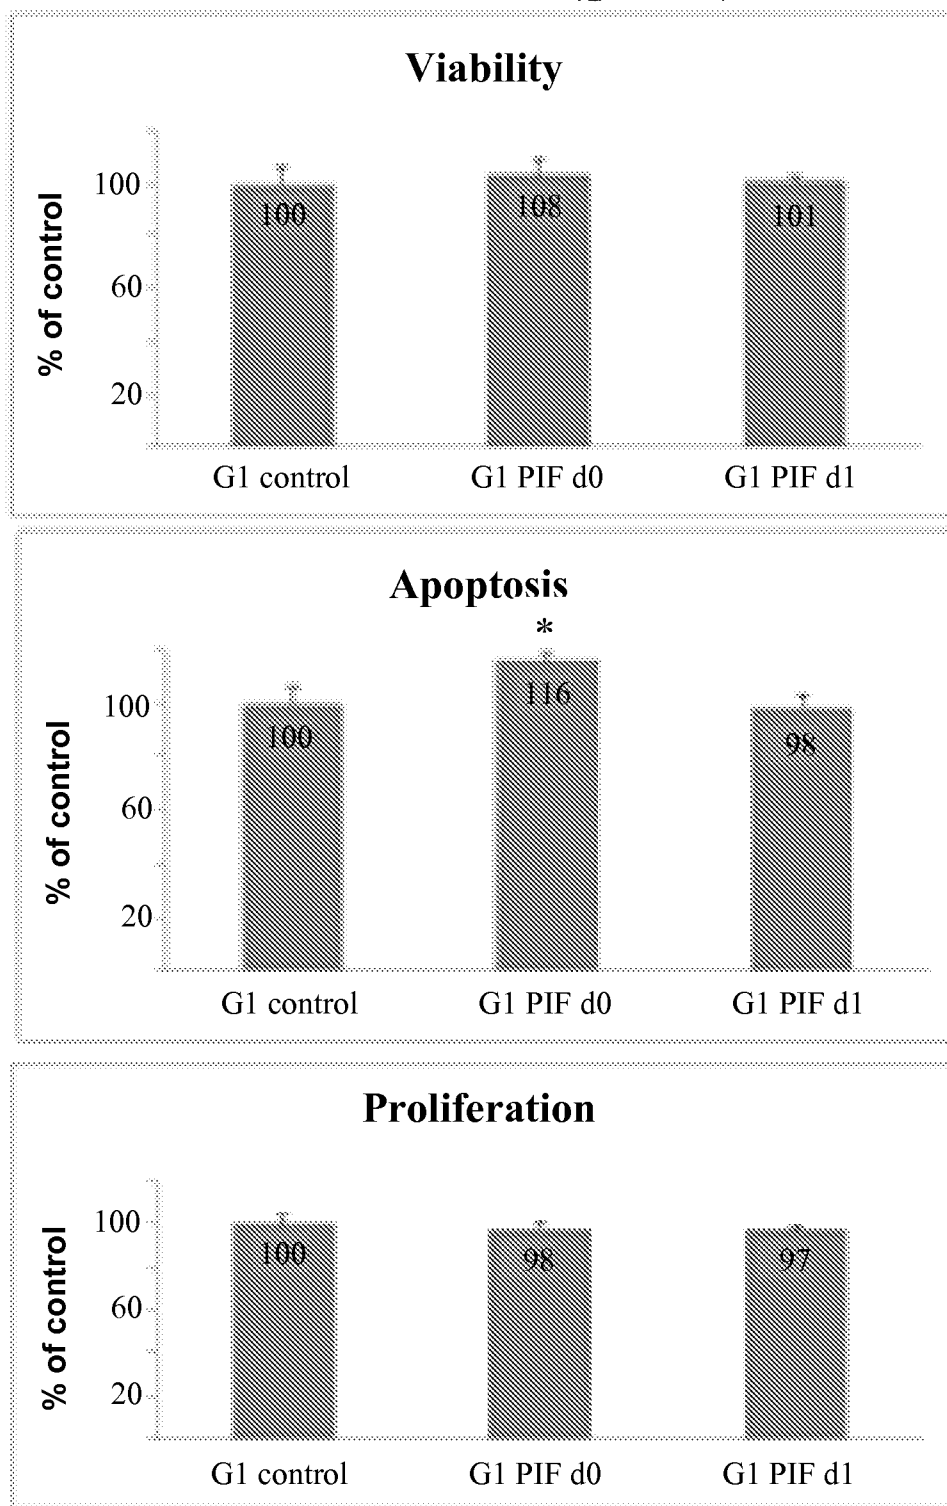 Viability
% of control
100
60
20
100
108
101
G1 control
G1 PIF d0
G1 PIF d1
Apoptosis
*
% of control
100
60
20
100
116
98
G1 control
G1 PIF d0
G1 PIF d1
Proliferation
% of control
100
60
20
100
98
97
G1 control
G1 PIF d0
G1 PIF d1